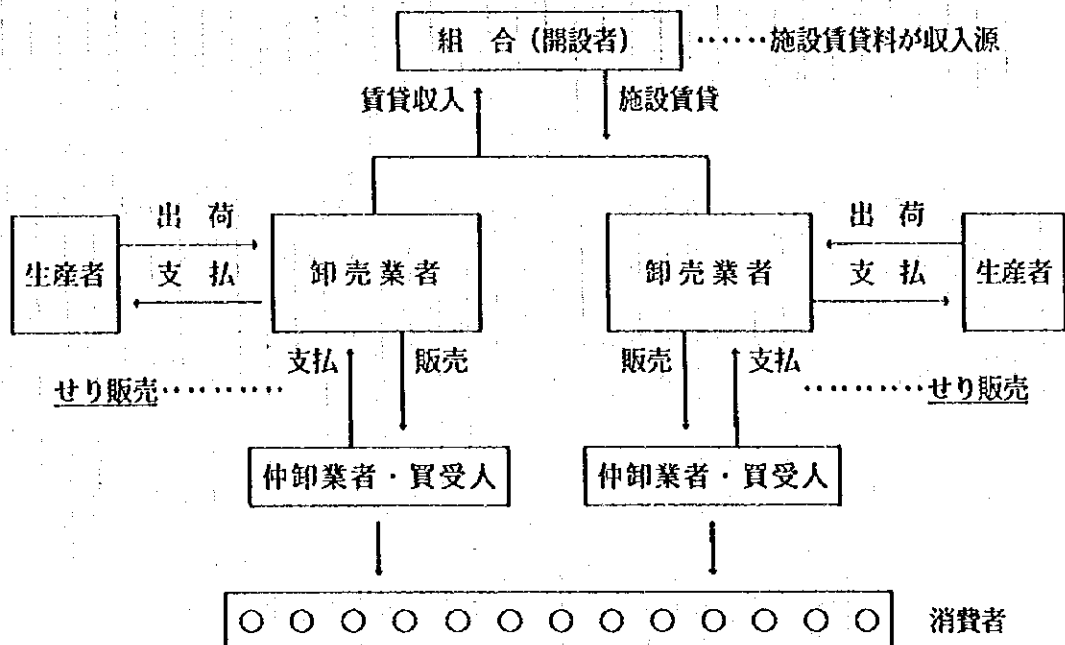 組 合 (開設者) ……施設賃貸料が収入源
賃貸収入 施設賃貸
出 荷 出 荷
生産者 支 払 卸売業者 卸売業者 支 払 生産者
支払 販売 販売 支払
せり販売……… ………せり販売
仲卸業者・買受人 仲卸業者・買受人
○ ○ ○ ○ ○ ○ ○ ○ ○ ○ ○ ○ ○ 消費者